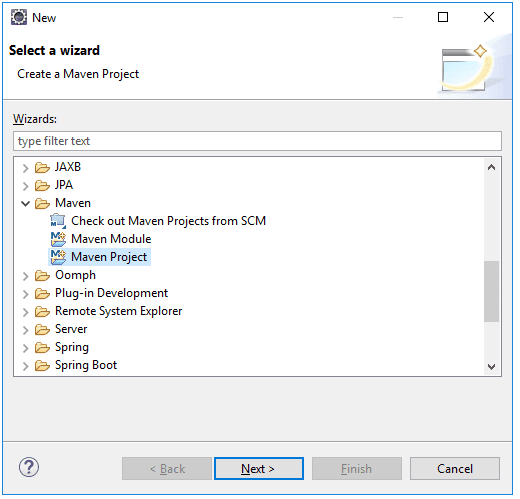 New
Select a wizard
Create a Maven Project
Wizards:
type filter text
JAXB
JPA
Maven
Check out Maven Projects from SCM
Maven Module
Maven Project
Oomph
Plug-in Development
Remote System Explorer
Server
Spring
Spring Boot
? < Back Next > Finish Cancel